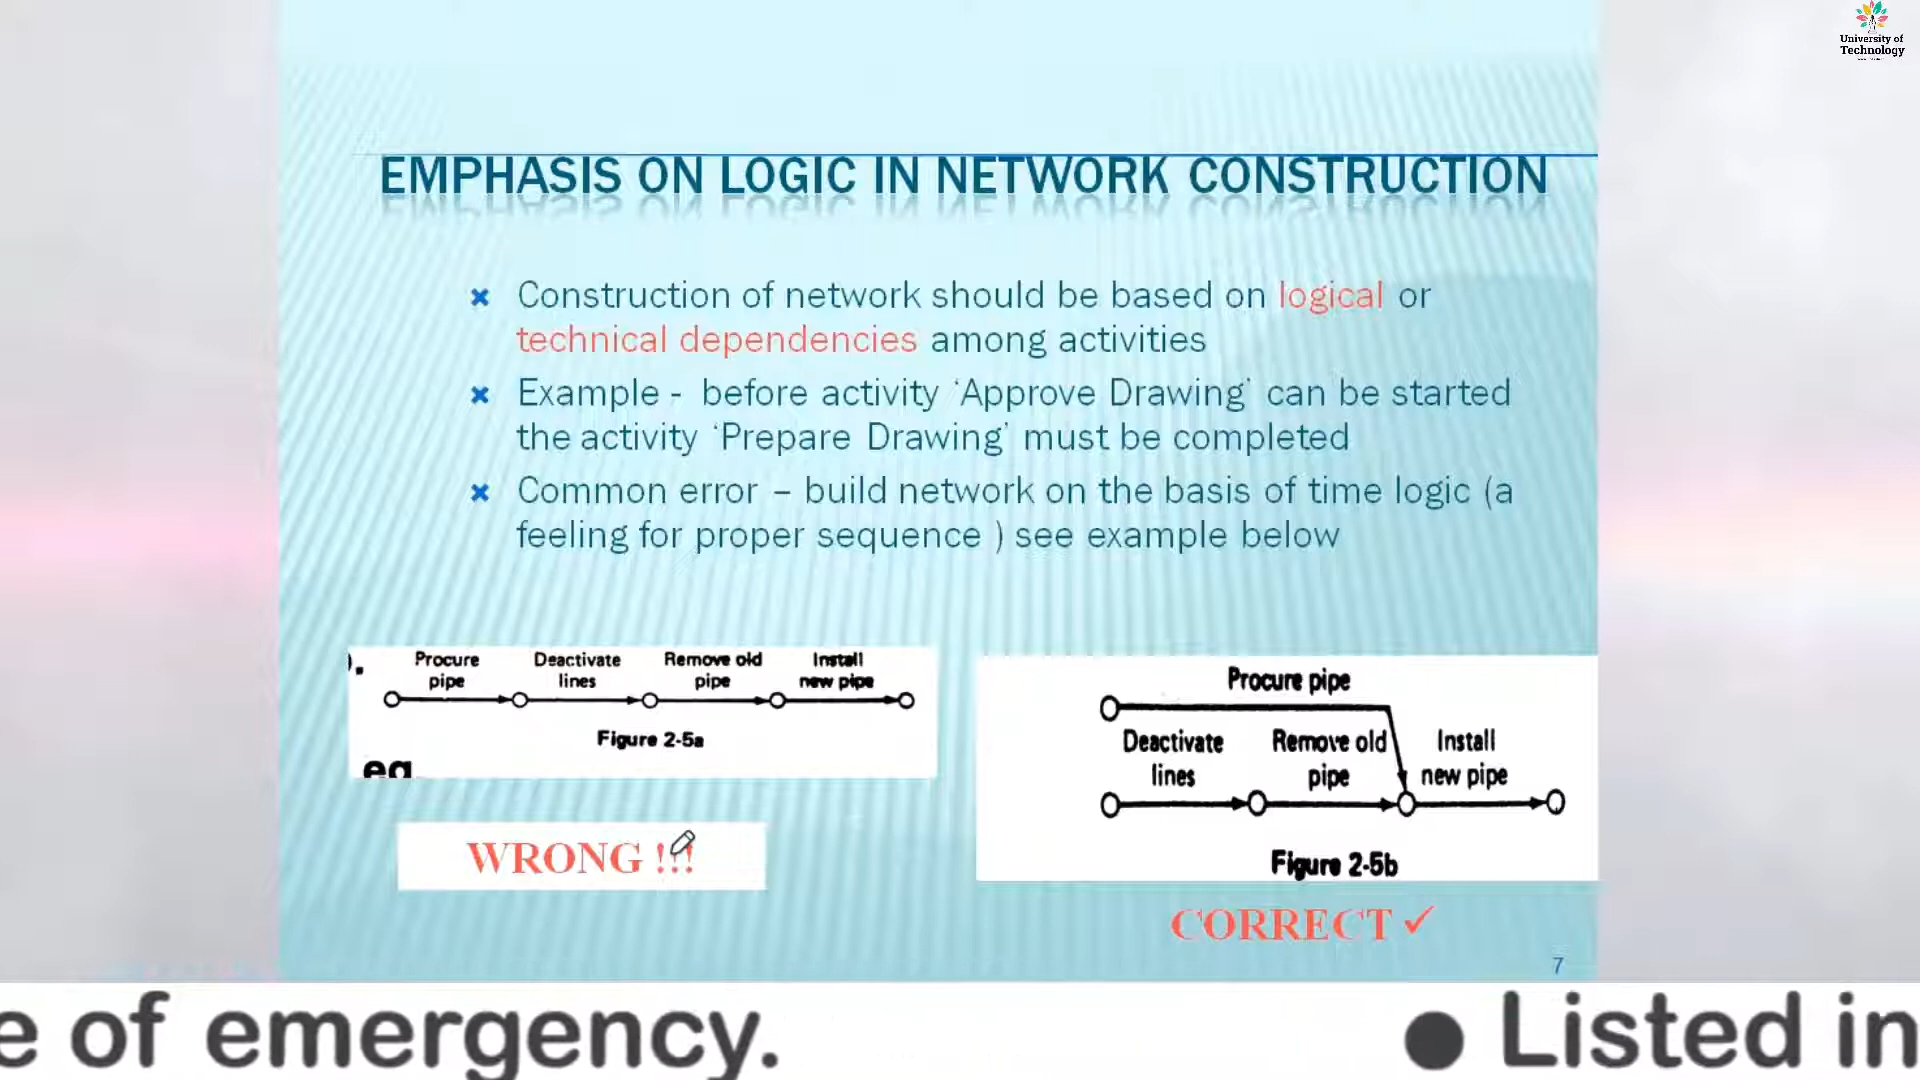 University of
Technology
EMPHASIS ON LOGIC IN NETWORK CONSTRUCTION
Construction of network should be based on logical or
technical dependencies among activities
Example - before activity ‘Approve Drawing’ can be started
the activity ‘Prepare Drawing’ must be completed
Common error – build network on the basis of time logic (a
feeling for proper sequence ) see example below
).
Procure
pipe
Deactivate
lines
Remove old
pipe
Install
new pipe
Figure 2-5a
eg
WRONG !!!
Procure pipe
Deactivate
lines
Remove old
pipe
Install
new pipe
Figure 2-5b
CORRECT ✓
7
e of emergency.
● Listed in